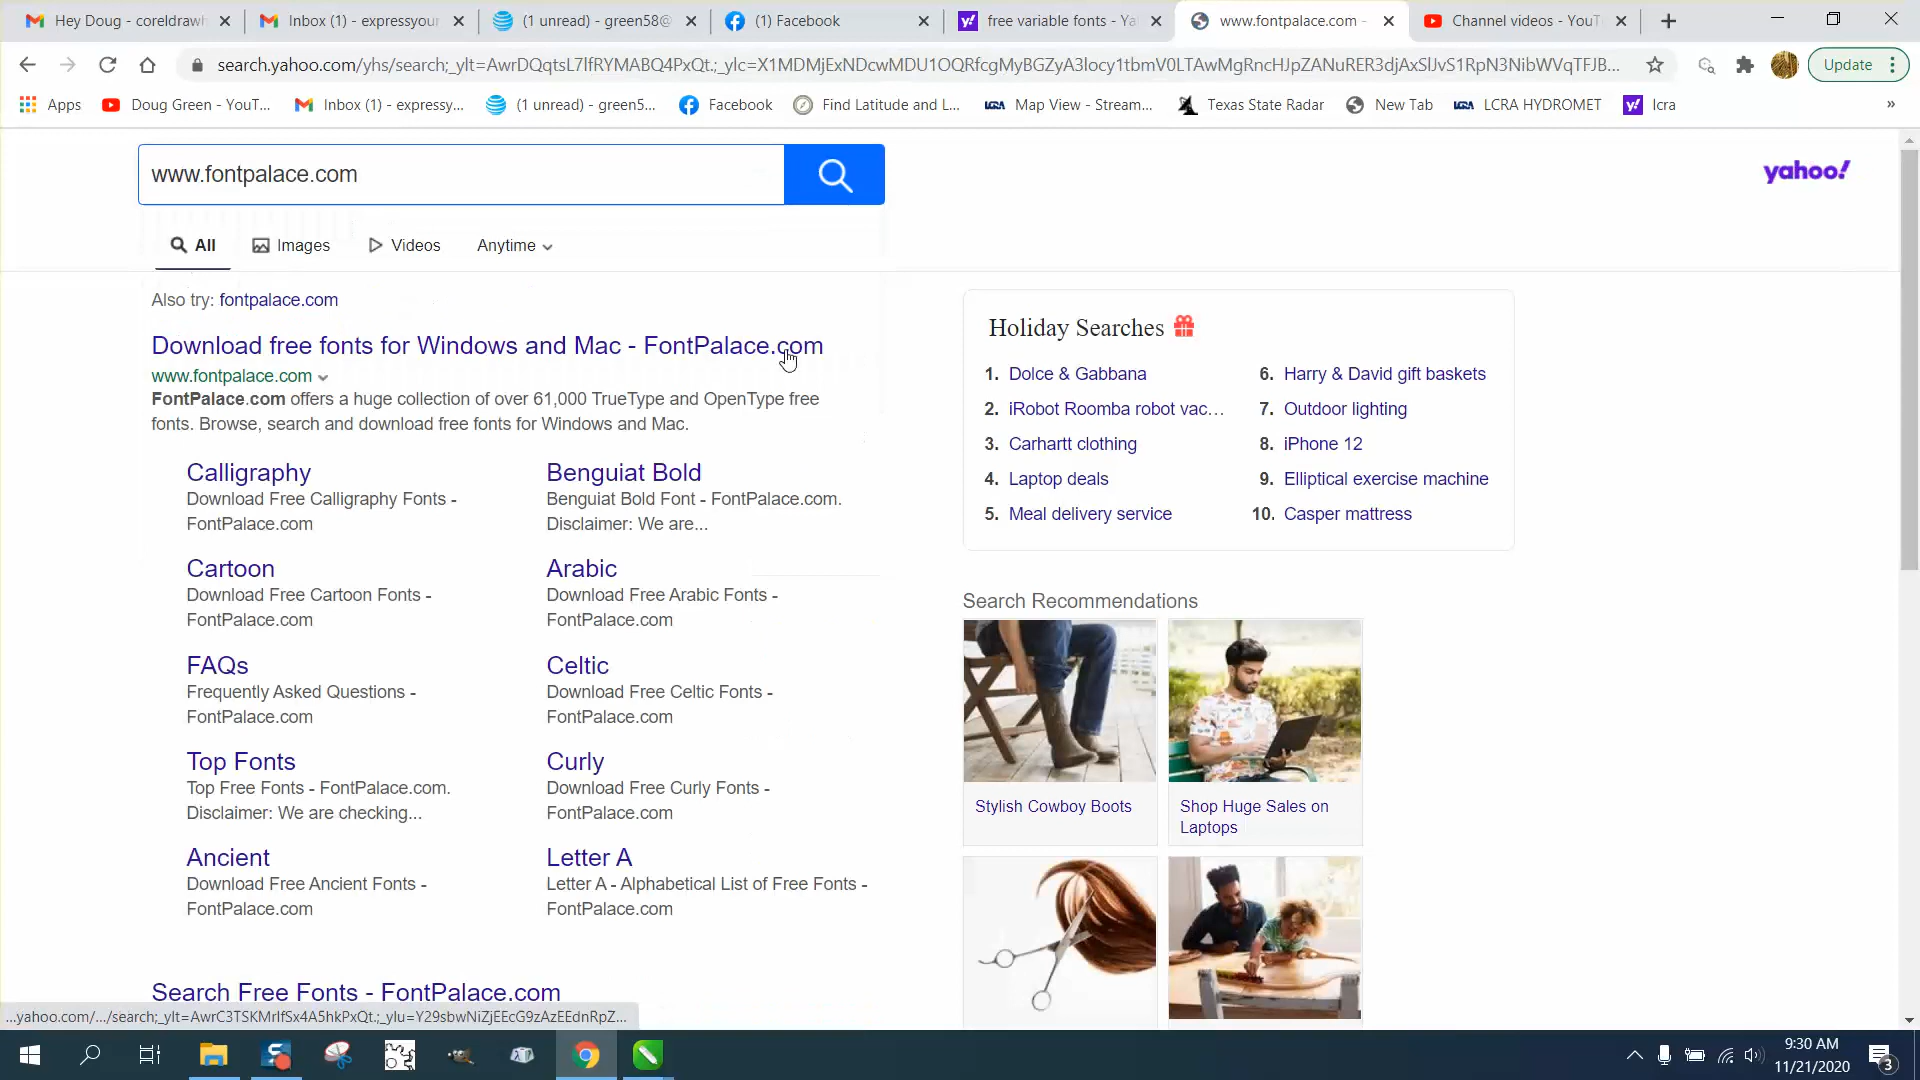 Hey Doug - coreldrawh
Inbox (1) - expressyour
(1 unread) - green58@
(1) Facebook
free variable fonts - Ya
www.fontpalace.com -
Channel videos - YouT
search.yahoo.com/yhs/search;_ylt=AwrDQqtsL7lfRYMABQ4PxQt.;_ylc=X1MDMjExNDcwMDU1OQRfcgMyBGZyA3locy1tbmV0LTAwMgRncHJpZANuRER3djAxSlJvS1RpN3NibWVqTFJB...
Update
Apps
Doug Green - YouT...
Inbox (1) - expressy...
(1 unread) - green5...
Facebook
Find Latitude and L...
LCRA Map View - Stream...
Texas State Radar
New Tab
LCRA LCRA HYDROMET
y! lcra
»
www.fontpalace.com
yahoo!
All
Images
Videos
Anytime
Also try: fontpalace.com
Download free fonts for Windows and Mac - FontPalace.com
www.fontpalace.com
FontPalace.com offers a huge collection of over 61,000 TrueType and OpenType free
fonts. Browse, search and download free fonts for Windows and Mac.
Calligraphy
Download Free Calligraphy Fonts -
FontPalace.com
Benguiat Bold
Benguiat Bold Font - FontPalace.com.
Disclaimer: We are...
Cartoon
Download Free Cartoon Fonts -
FontPalace.com
Arabic
Download Free Arabic Fonts -
FontPalace.com
FAQs
Frequently Asked Questions -
FontPalace.com
Celtic
Download Free Celtic Fonts -
FontPalace.com
Top Fonts
Top Free Fonts - FontPalace.com.
Disclaimer: We are checking...
Curly
Download Free Curly Fonts -
FontPalace.com
Ancient
Download Free Ancient Fonts -
FontPalace.com
Letter A
Letter A - Alphabetical List of Free Fonts -
FontPalace.com
Search Free Fonts - FontPalace.com
Holiday Searches
1. Dolce & Gabbana
2. iRobot Roomba robot vac...
3. Carhartt clothing
4. Laptop deals
5. Meal delivery service
6. Harry & David gift baskets
7. Outdoor lighting
8. iPhone 12
9. Elliptical exercise machine
10. Casper mattress
Search Recommendations
Stylish Cowboy Boots
Shop Huge Sales on
Laptops
...yahoo.com/.../search;_ylt=AwrC3TSKMrlfSx4A5hkPxQt.;_ylu=Y29sbwNiZjEEcG9zAzEEdnRpZ...
9:30 AM
11/21/2020
3